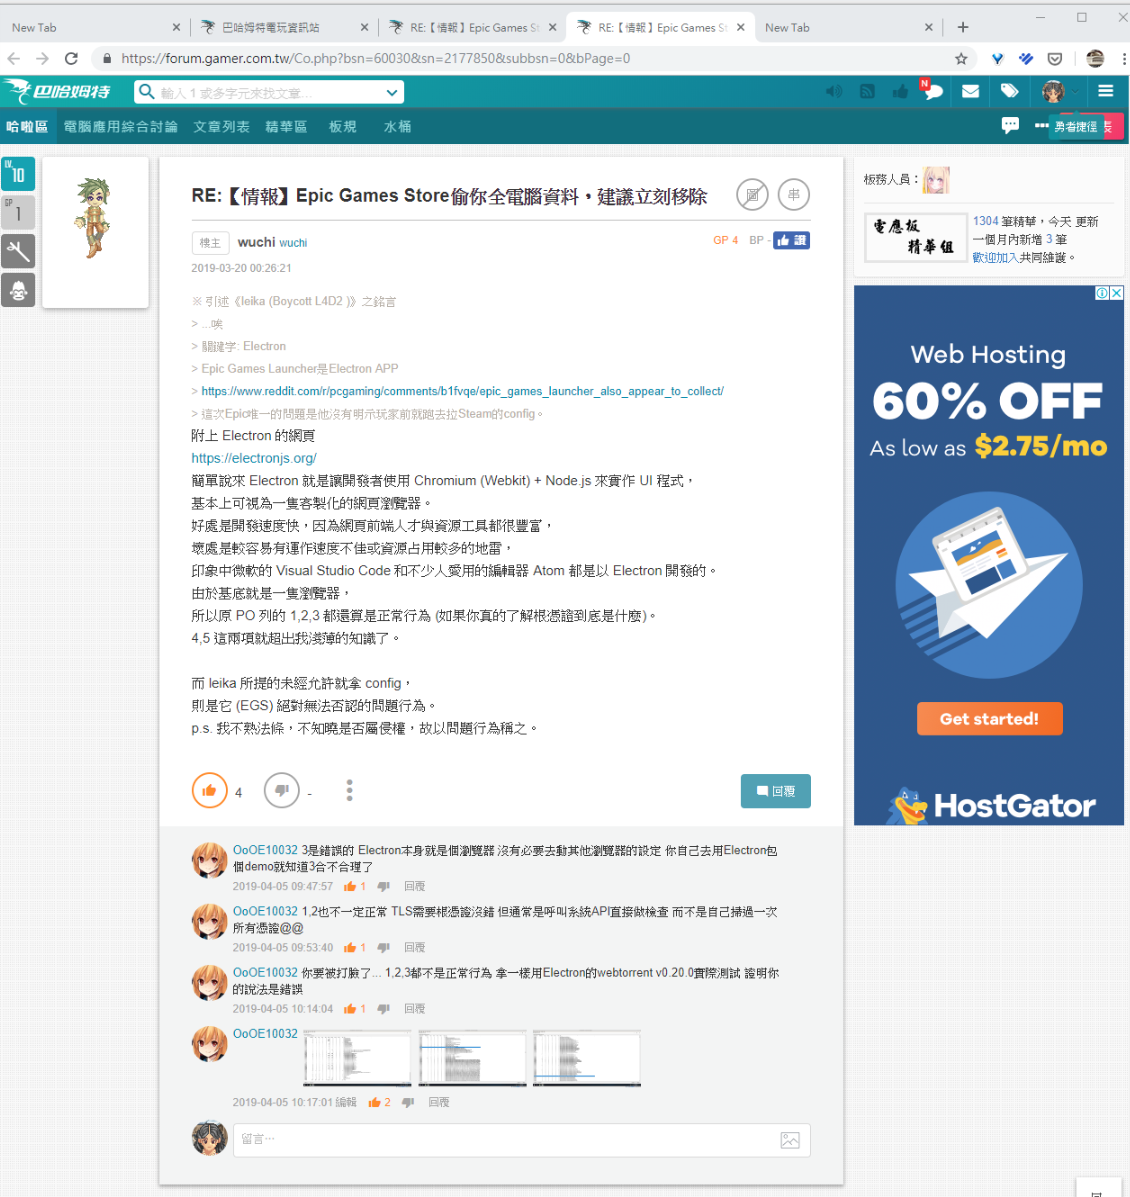 New Tab
巴哈姆特電玩資訊站
RE:【情報】Epic Games St
RE:【情報】Epic Games St
New Tab
https://forum.gamer.com.tw/Co.php?bsn=60030&sn=2177850&subbsn=0&bPage=0
巴哈姆特
輸入 1 或多字元來找文章...
N
哈啦區 電腦應用綜合討論 文章列表 精華區 板規 水桶
勇者捷徑
LV. 10
GP 1
RE:【情報】Epic Games Store偷你全電腦資料，建議立刻移除
圖
串
樓主 wuchi wuchi
GP 4 BP - 讚
2019-03-20 00:26:21
※ 引述《leika (Boycott L4D2 )》之銘言
> ...唉
> 關鍵字: Electron
> Epic Games Launcher是Electron APP
> https://www.reddit.com/r/pcgaming/comments/b1fvqe/epic_games_launcher_also_appear_to_collect/
> 這次Epic唯一的問題是他沒有明示玩家前就跑去拉Steam的config。
附上 Electron 的網頁
https://electronjs.org/
簡單說來 Electron 就是讓開發者使用 Chromium (Webkit) + Node.js 來實作 UI 程式，
基本上可視為一隻客製化的網頁瀏覽器。
好處是開發速度快，因為網頁前端人才與資源工具都很豐富，
壞處是較容易有運作速度不佳或資源占用較多的地雷，
印象中微軟的 Visual Studio Code 和不少人愛用的編輯器 Atom 都是以 Electron 開發的。
由於基底就是一隻瀏覽器，
所以原 PO 列的 1,2,3 都還算是正常行為 (如果你真的了解根憑證到底是什麼)。
4,5 這兩項就超出我淺薄的知識了。
而 leika 所提的未經允許就拿 config，
則是它 (EGS) 絕對無法否認的問題行為。
p.s. 我不熟法條，不知曉是否屬侵權，故以問題行為稱之。
4
-
回覆
OoOE10032 3是錯誤的 Electron本身就是個瀏覽器 沒有必要去動其他瀏覽器的設定 你自己去用Electron包
個demo就知道3合不合理了
2019-04-05 09:47:57 1 回覆
OoOE10032 1,2也不一定正常 TLS需要根憑證沒錯 但通常是呼叫系統API直接做檢查 而不是自己掃過一次
所有憑證@@
2019-04-05 09:53:40 1 回覆
OoOE10032 你要被打臉了... 1,2,3都不是正常行為 拿一樣用Electron的webtorrent v0.20.0實際測試 證明你
的說法是錯誤
2019-04-05 10:14:04 1 回覆
OoOE10032
2019-04-05 10:17:01 編輯 2 回覆
留言…
板務人員：
電應板
精華組
1304 筆精華，今天 更新
一個月內新增 3 筆
歡迎加入共同維護。
Web Hosting
60% OFF
As low as $2.75/mo
Get started!
HostGator